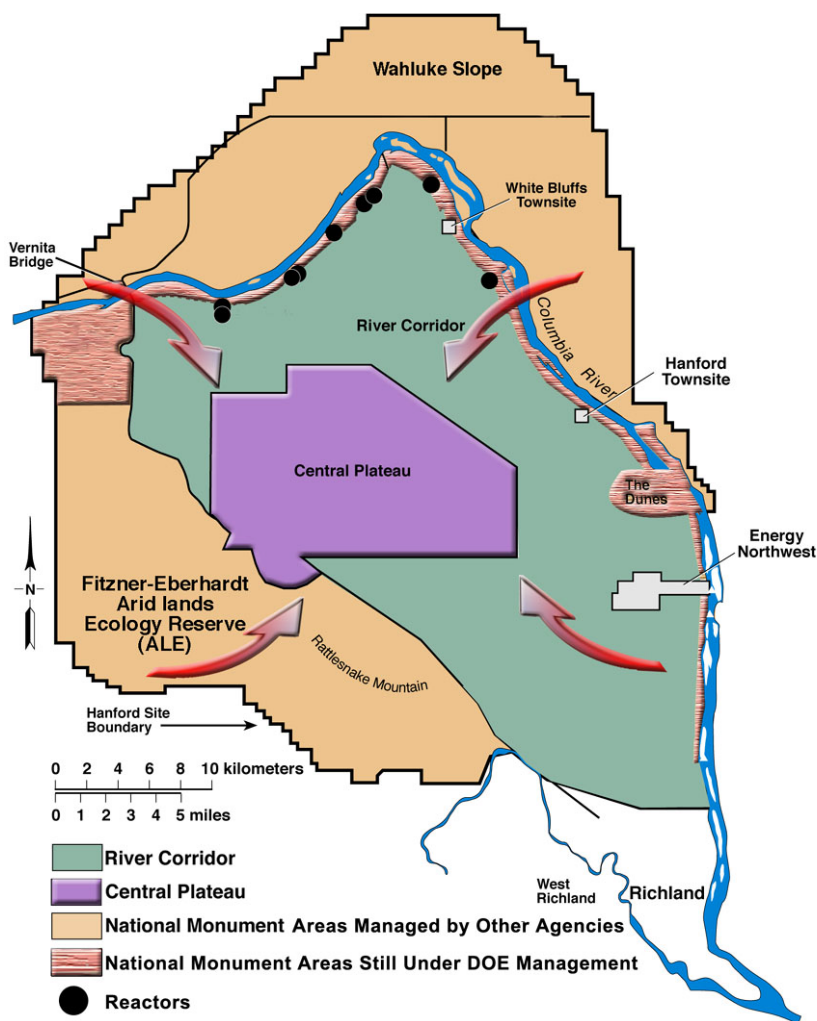 Wahluke Slope
White Bluffs
Townsite
Vernita
Bridge
River Corridor
Columbia River
Hanford
Townsite
Central Plateau
The
Dunes
Energy
Northwest
N
Fitzner-Eberhardt
Arid lands
Ecology Reserve
(ALE)
Rattlesnake Mountain
Hanford Site
Boundary
0 2 4 6 8 10 kilometers
0 1 2 3 4 5 miles
River Corridor
Central Plateau
West
Richland
Richland
National Monument Areas Managed by Other Agencies
National Monument Areas Still Under DOE Management
Reactors